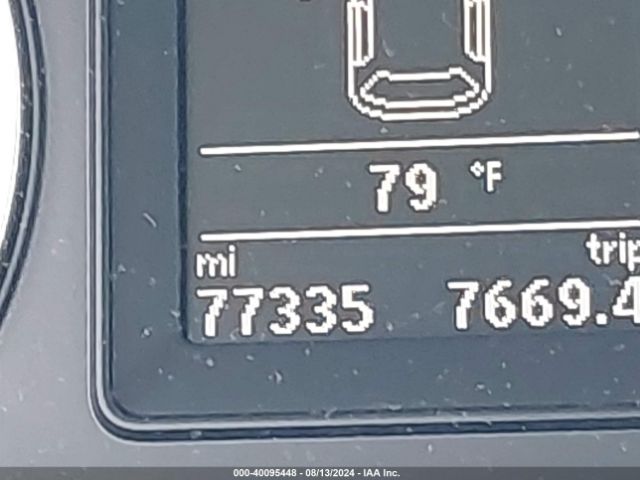 79 °F
mi trip
77335 7669.4
000-40095448 - 08/13/2024 - IAA Inc.